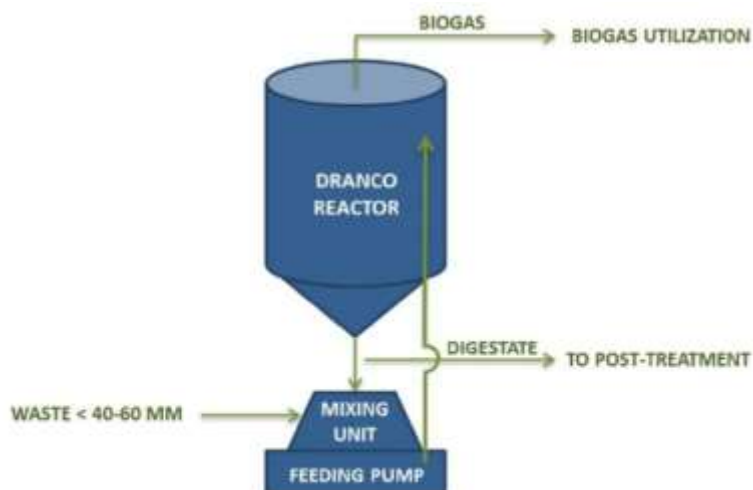 BIOGAS
BIOGAS UTILIZATION
DRANCO
REACTOR
DIGESTATE
TO POST-TREATMENT
WASTE < 40-60 MM
MIXING
UNIT
FEEDING PUMP